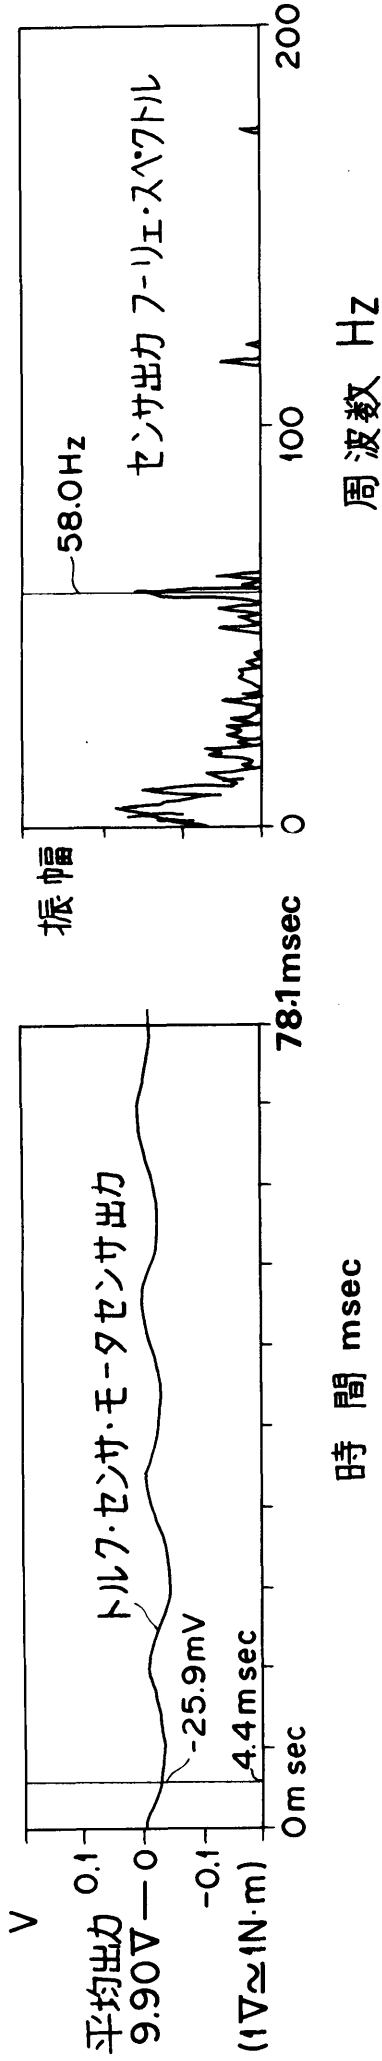 V
0.1
平均出力
9.90V — 0
-0.1
(1V≃1N·m)
トルク·センサ·モータセンサ出力
-25.9mV
4.4msec
0msec
78.1msec
時間 msec
振幅
58.0Hz
センサ出力 フーリェ·スペクトル
0
100
200
周波数 Hz